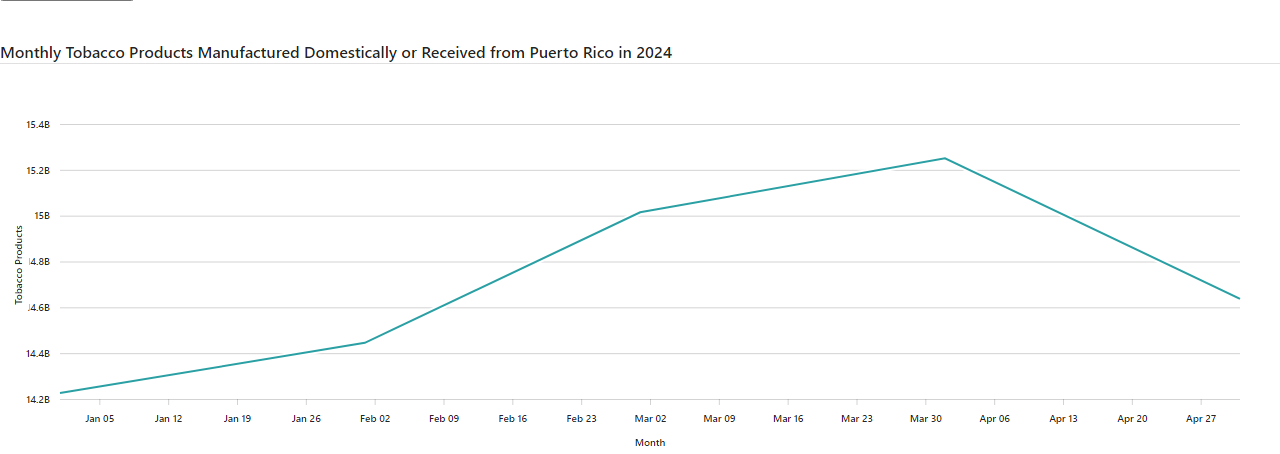 Monthly Tobacco Products Manufactured Domestically or Received from Puerto Rico in 2024
15.4B
15.2B
15B
14.8B
14.6B
14.4B
14.2B
Tobacco Products
Jan 05 Jan 12 Jan 19 Jan 26 Feb 02 Feb 09 Feb 16 Feb 23 Mar 02 Mar 09 Mar 16 Mar 23 Mar 30 Apr 06 Apr 13 Apr 20 Apr 27
Month